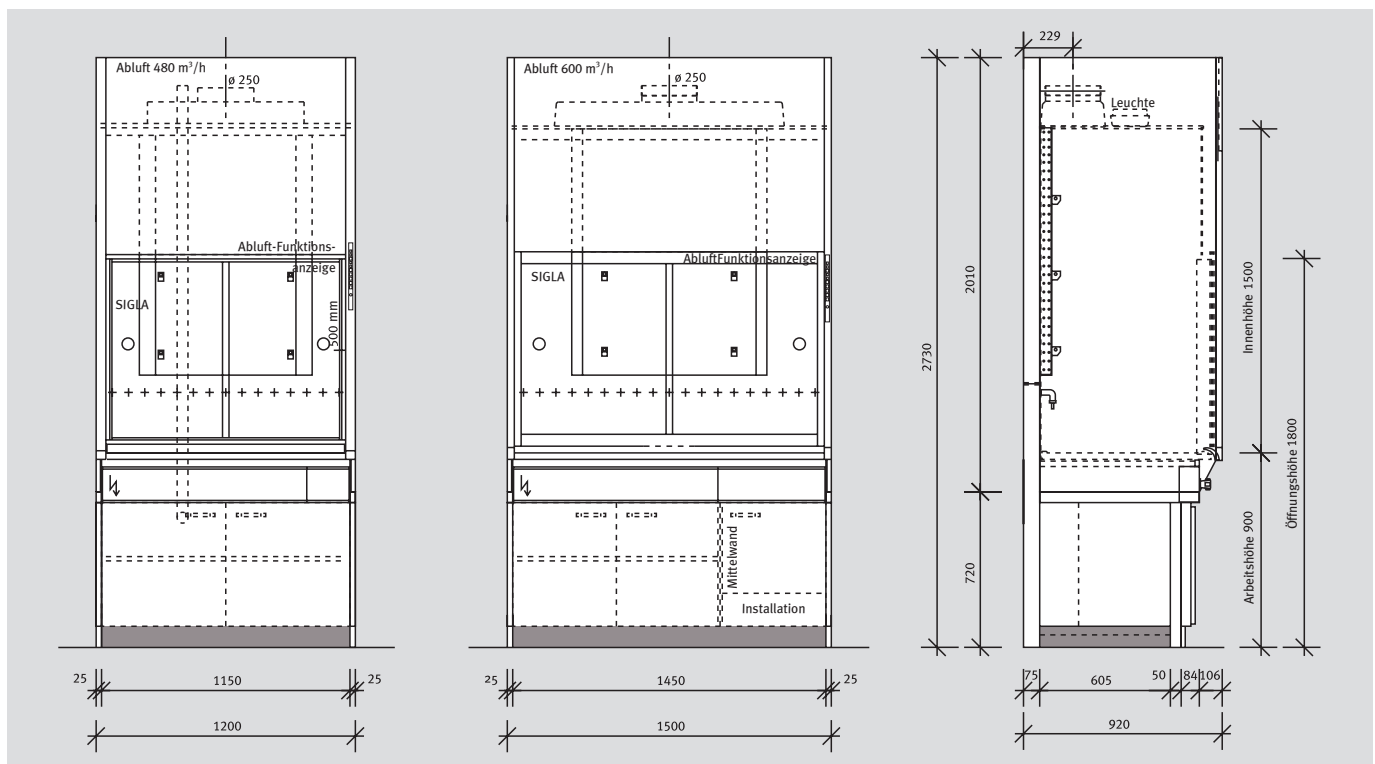 Abluft 480 m³/h
ø 250
Abluft-Funktions-
anzeige
SIGLA
500 mm
25
1150
25
1200
Abluft 600 m³/h
ø 250
AbluftFunktionsanzeige
SIGLA
Mittelwand
Installation
25
1450
25
1500
229
Leuchte
2730
2010
720
Innenhöhe 1500
Arbeitshöhe 900
Öffnungshöhe 1800
75
605
50
84
106
920